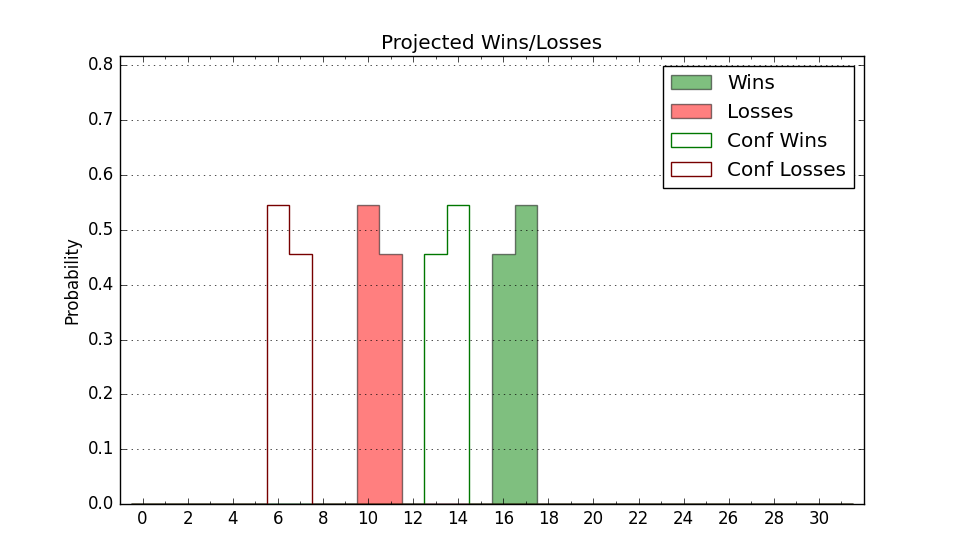 Projected Wins/Losses
Probability
0.8
0.7
0.6
0.5
0.4
0.3
0.2
0.1
0.0
0 2 4 6 8 10 12 14 16 18 20 22 24 26 28 30
Wins
Losses
Conf Wins
Conf Losses